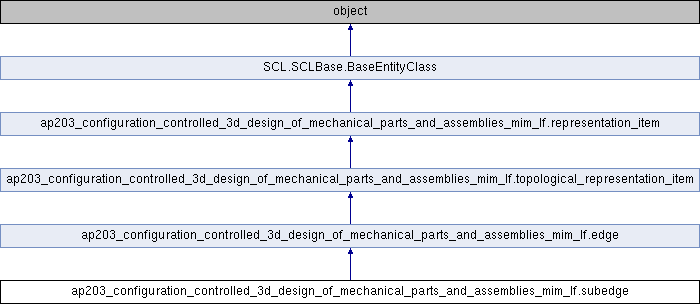 object
SCL.SCLBase.BaseEntityClass
ap203_configuration_controlled_3d_design_of_mechanical_parts_and_assemblies_mim_lf.representation_item
ap203_configuration_controlled_3d_design_of_mechanical_parts_and_assemblies_mim_lf.topological_representation_item
ap203_configuration_controlled_3d_design_of_mechanical_parts_and_assemblies_mim_lf.edge
ap203_configuration_controlled_3d_design_of_mechanical_parts_and_assemblies_mim_lf.subedge